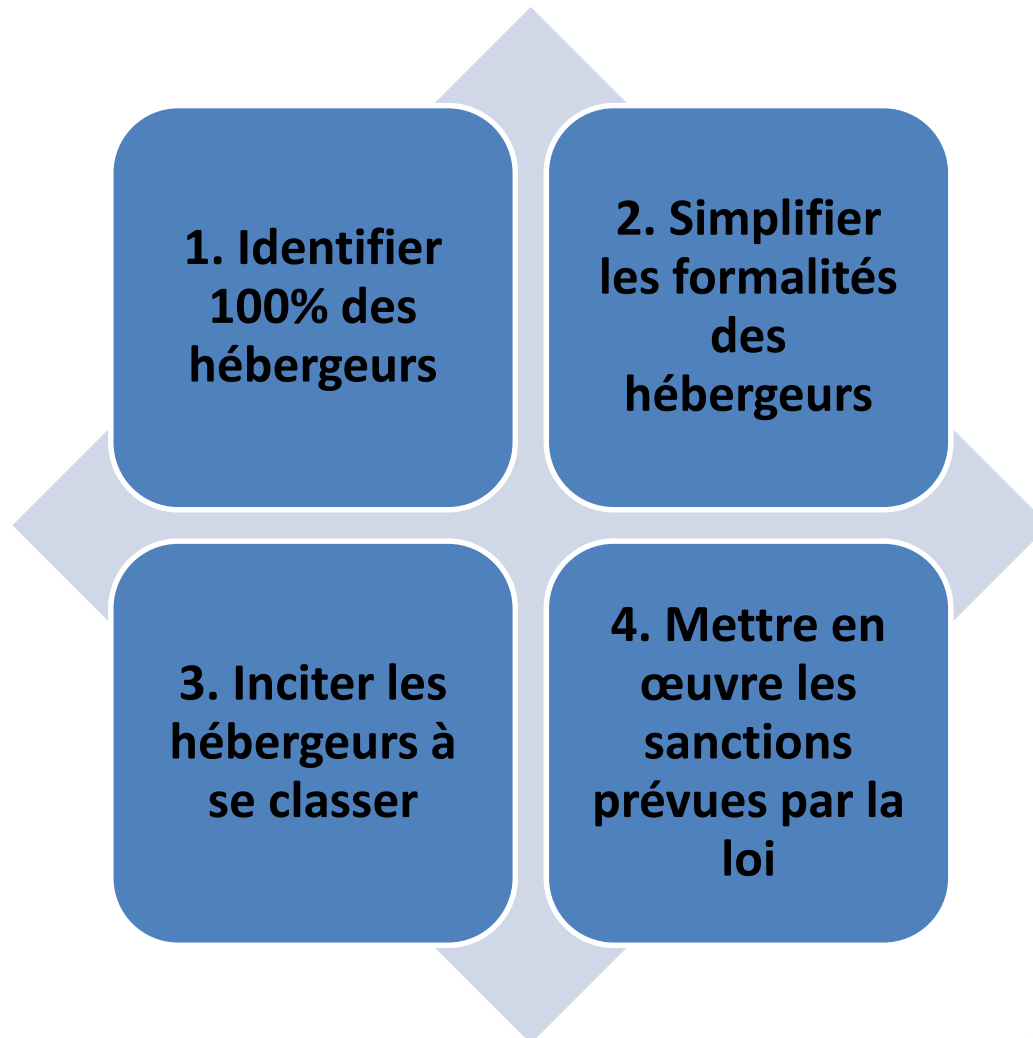 1. Identifier
100% des
hébergeurs
2. Simplifier
les formalités
des
hébergeurs
3. Inciter les
hébergeurs à
se classer
4. Mettre en
œuvre les
sanctions
prévues par la
loi